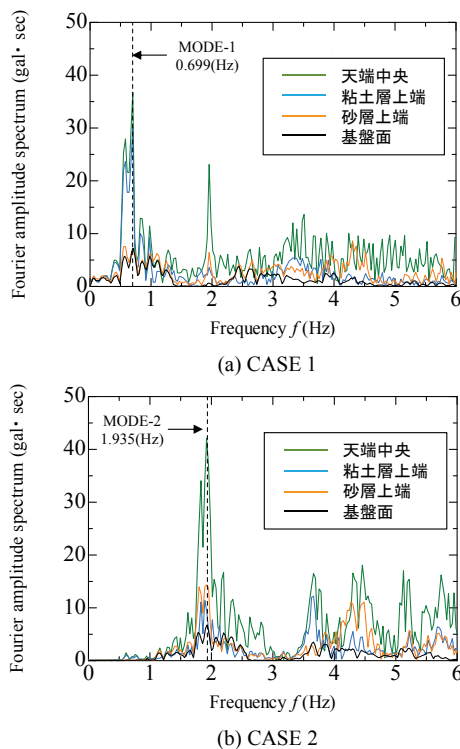 Fourier amplitude spectrum (gal・sec)
50
40
30
20
10
0
MODE-1
0.699(Hz)
天端中央
粘土層上端
砂層上端
基盤面
0 1 2 3 4 5 6
Frequency f (Hz)
(a) CASE 1
Fourier amplitude spectrum (gal・sec)
50
40
30
20
10
0
MODE-2
1.935(Hz)
天端中央
粘土層上端
砂層上端
基盤面
0 1 2 3 4 5 6
Frequency f (Hz)
(b) CASE 2